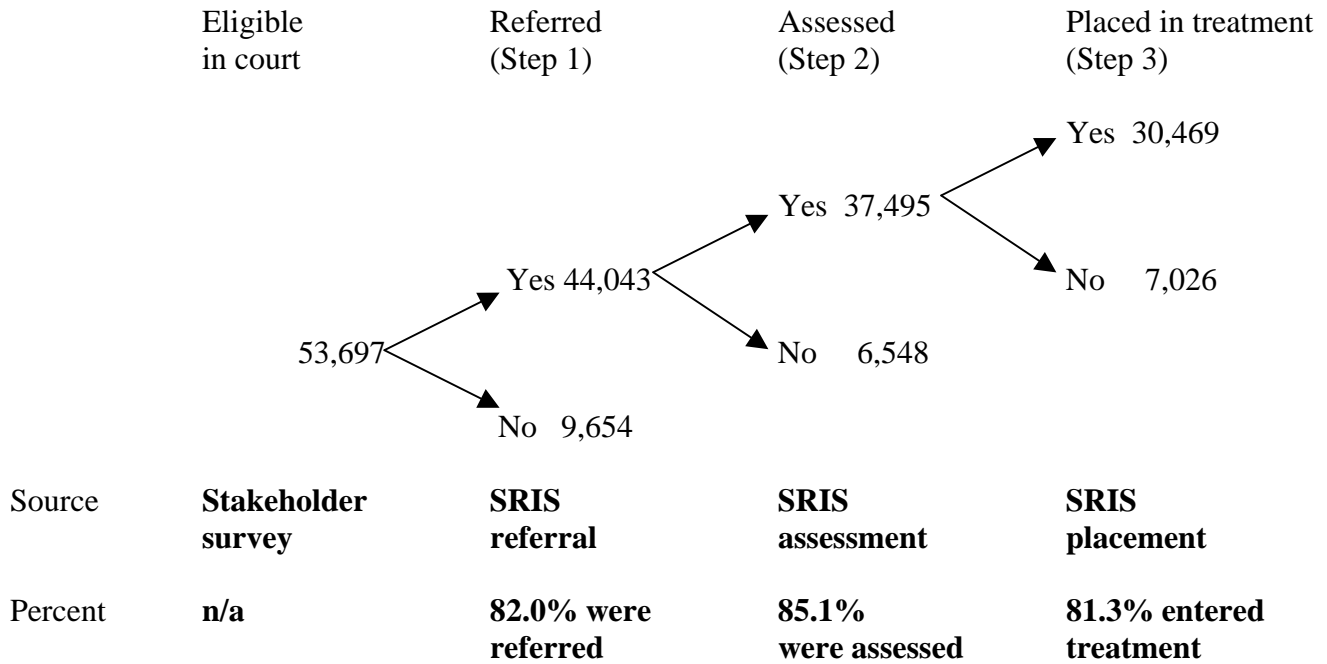 Eligible Referred Assessed Placed in treatment
in court (Step 1) (Step 2) (Step 3)
Yes 30,469
Yes 37,495
Yes 44,043 No 7,026
53,697 No 6,548
No 9,654
Source Stakeholder SRIS SRIS SRIS
survey referral assessment placement
Percent n/a 82.0% were 85.1% 81.3% entered
referred were assessed treatment